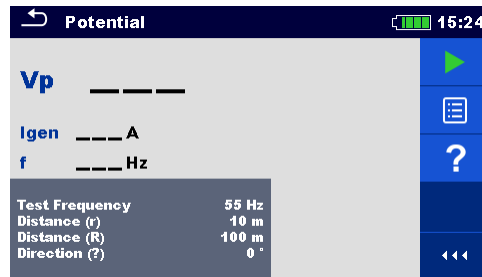 Potential 15:24
Vp _ _ _
Igen _ _ _ A
f _ _ _ Hz
Test Frequency 55 Hz
Distance (r) 10 m
Distance (R) 100 m
Direction (?) 0 °
?